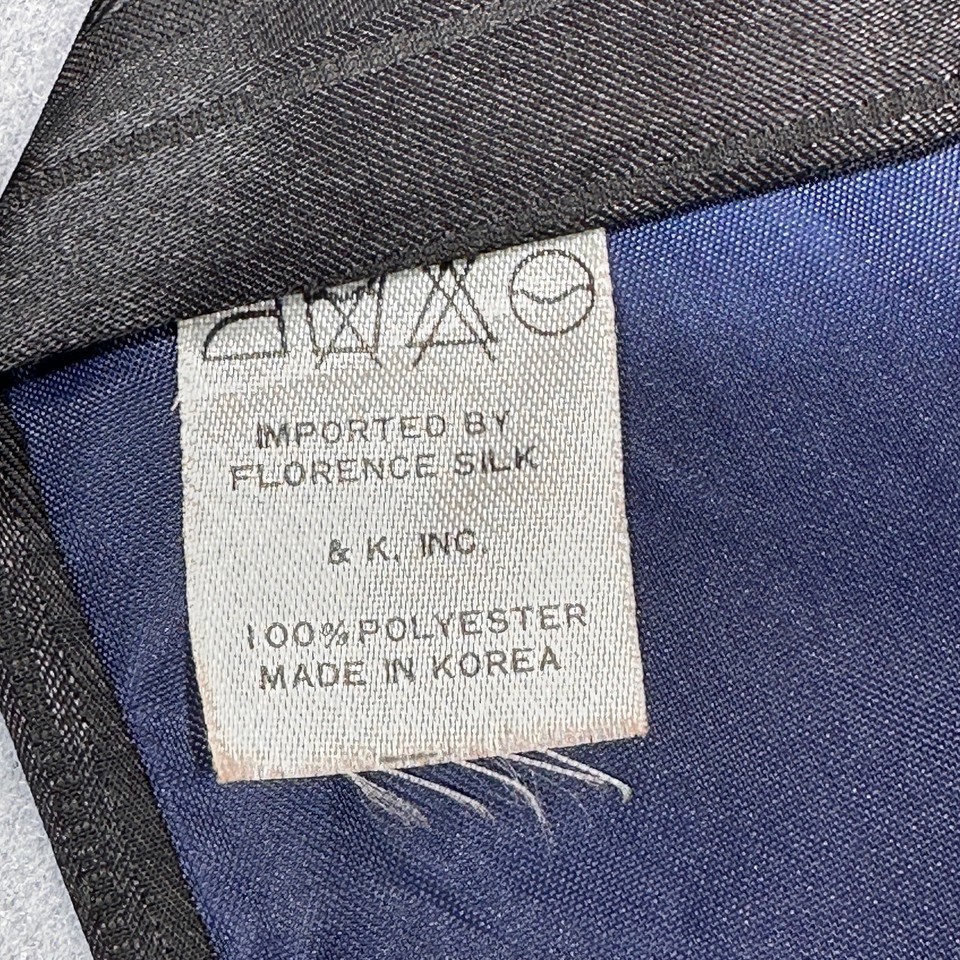 IMPORTED BY
FLORENCE SILK
& K. INC.
100% POLYESTER
MADE IN KOREA